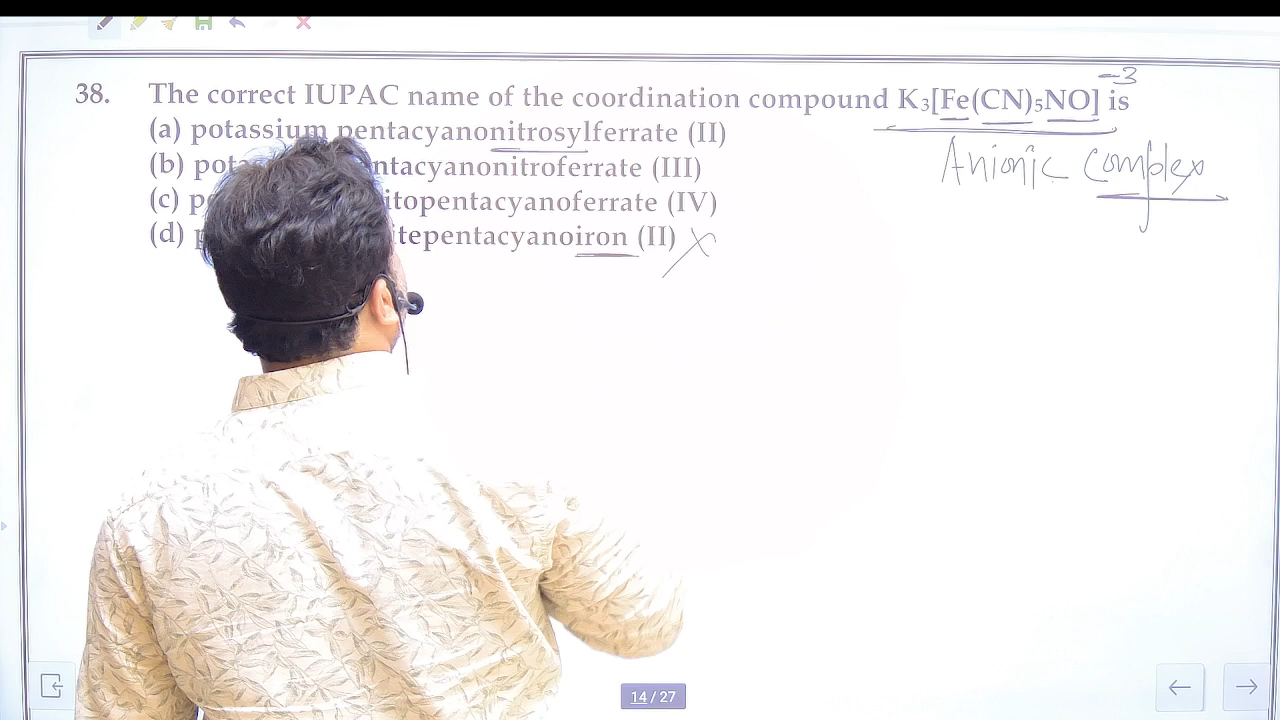 -3
38. The correct IUPAC name of the coordination compound K₃[Fe(CN)₅NO] is
(a) potassium pentacyanonitrosylferrate (II)
(b) ntacyanonitroferrate (III)
(c) itopentacyanoferrate (IV)
(d) tepentacyanoiron (II) X
Anionic Complex
14 / 27